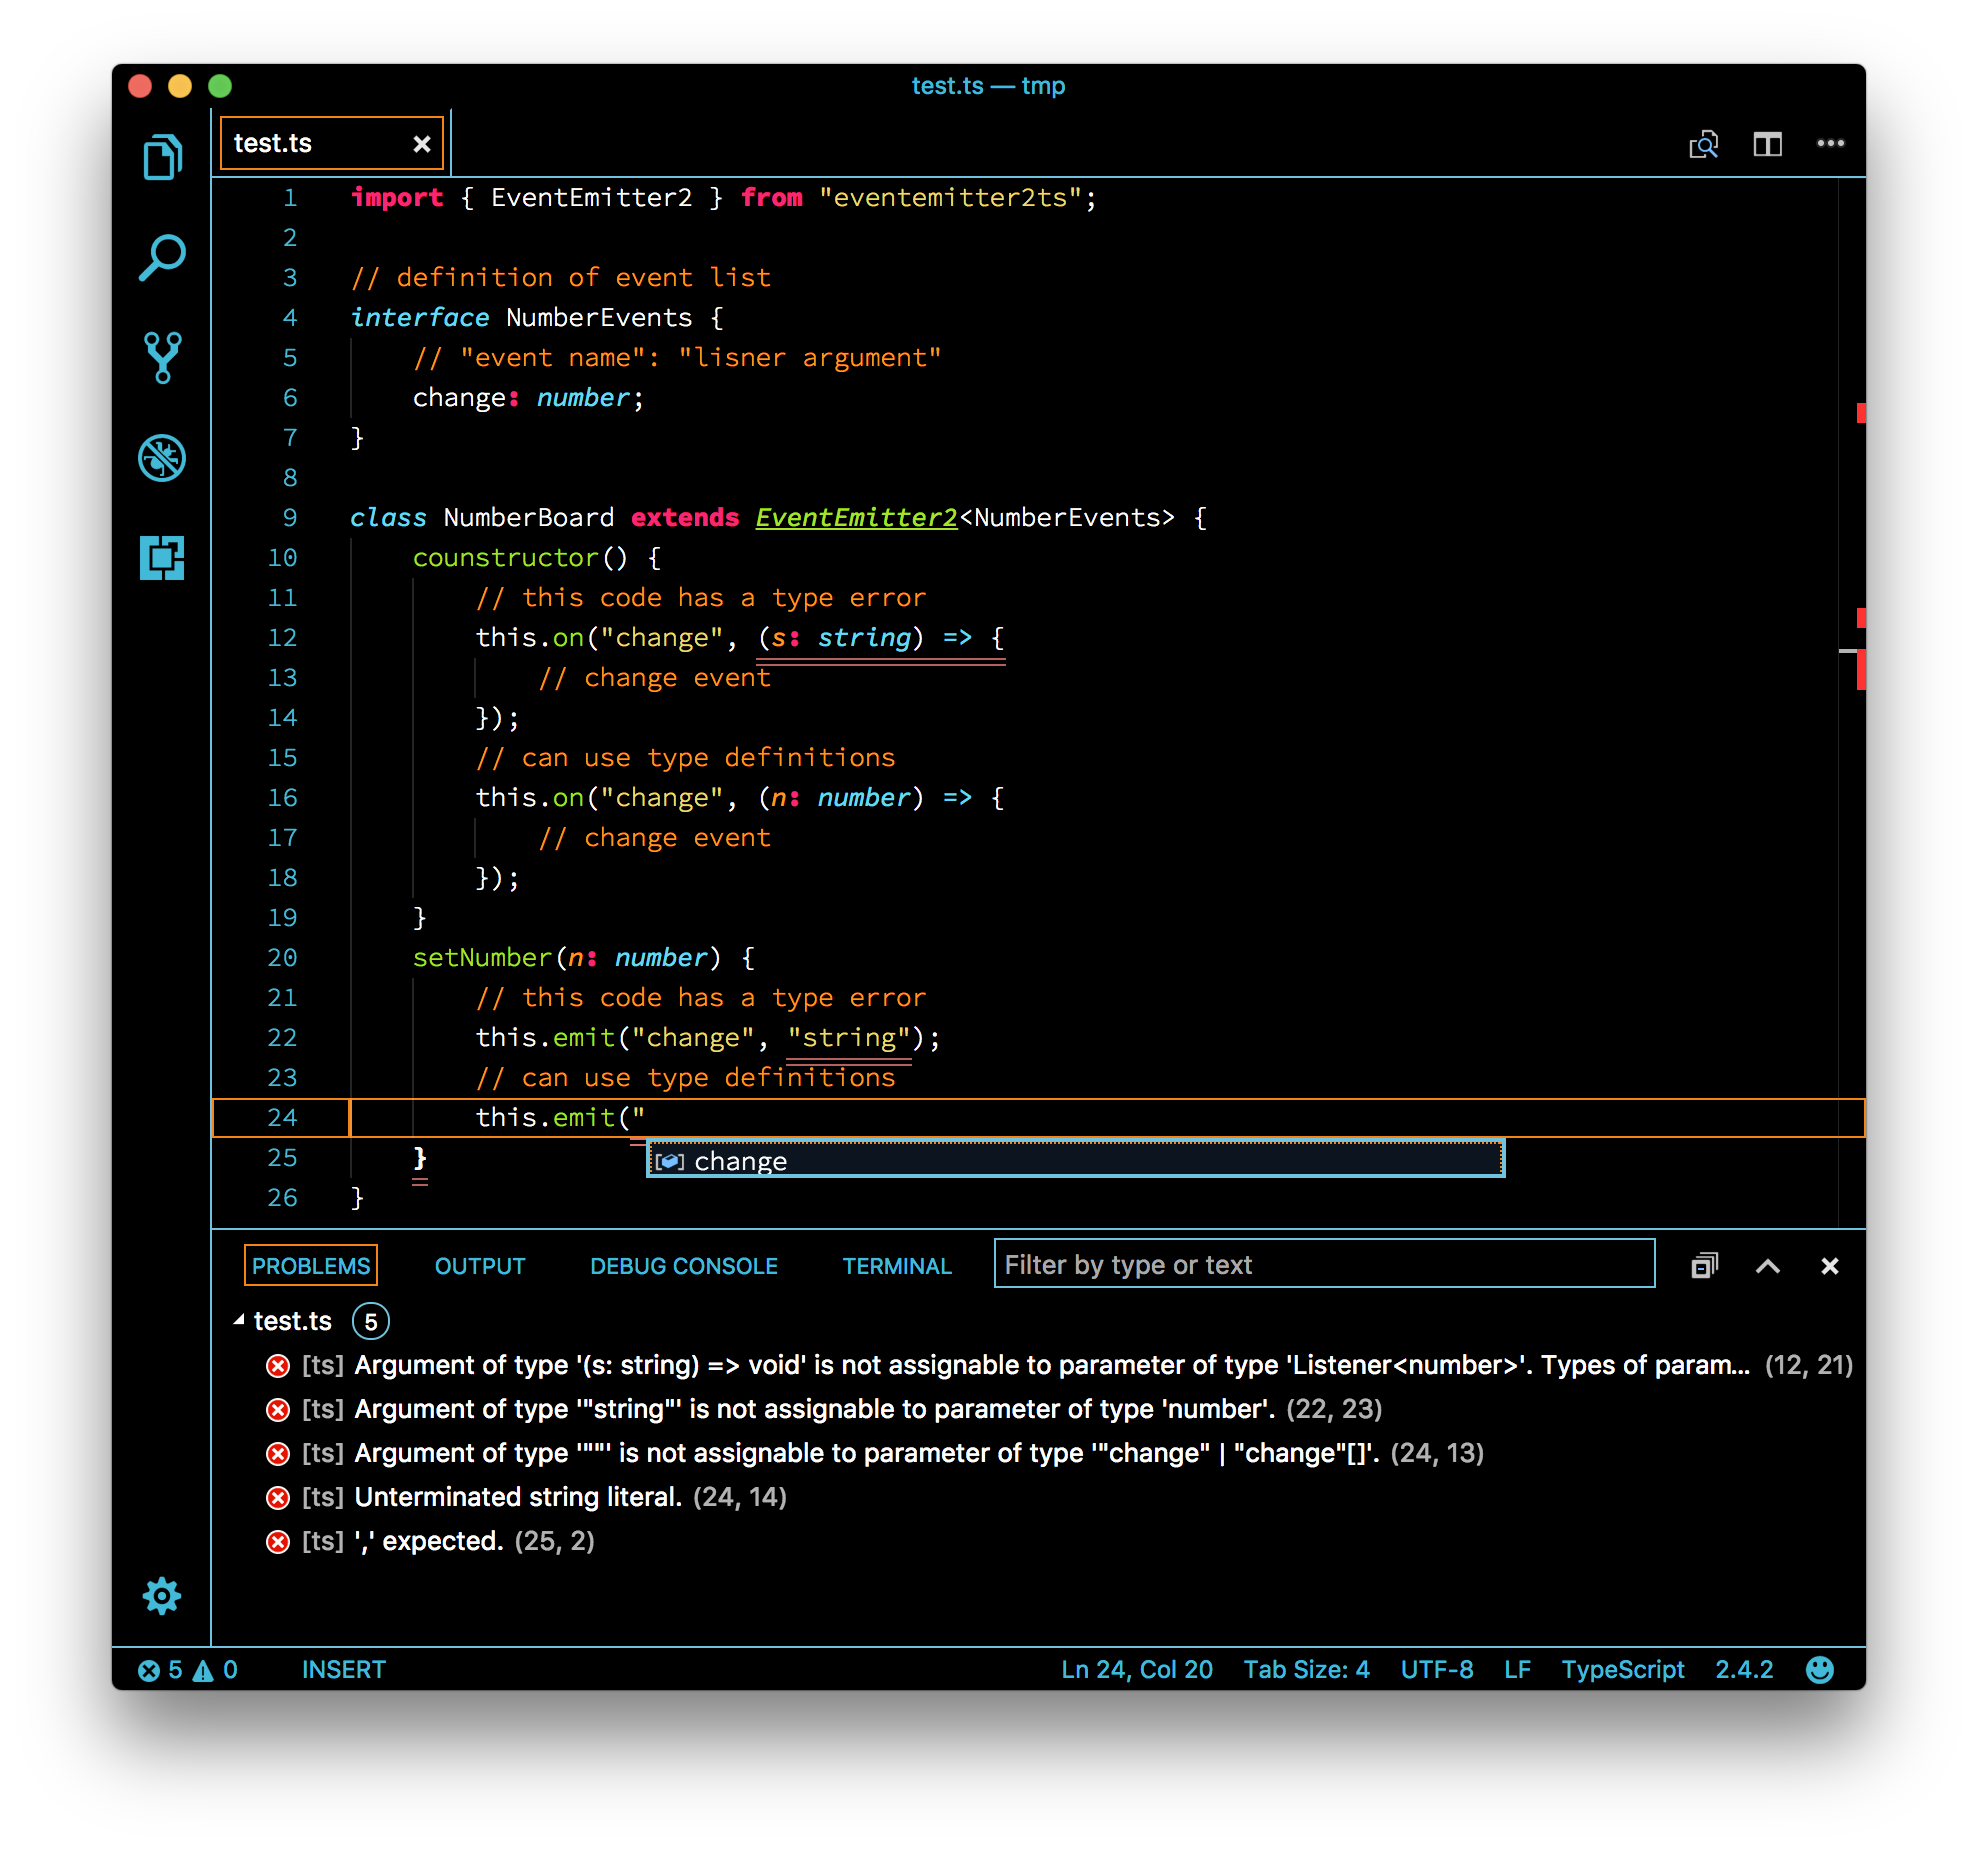 test.ts — tmp
test.ts
1 import { EventEmitter2 } from "eventemitter2ts";
2
3 // definition of event list
4 interface NumberEvents {
5 // "event name": "lisner argument"
6 change: number;
7 }
8
9 class NumberBoard extends EventEmitter2<NumberEvents> {
10 counstructor() {
11 // this code has a type error
12 this.on("change", (s: string) => {
13 // change event
14 });
15 // can use type definitions
16 this.on("change", (n: number) => {
17 // change event
18 });
19 }
20 setNumber(n: number) {
21 // this code has a type error
22 this.emit("change", "string");
23 // can use type definitions
24 this.emit("
25 }
change
26 }
PROBLEMS OUTPUT DEBUG CONSOLE TERMINAL Filter by type or text
test.ts 5
[ts] Argument of type '(s: string) => void' is not assignable to parameter of type 'Listener<number>'. Types of param... (12, 21)
[ts] Argument of type '"string"' is not assignable to parameter of type 'number'. (22, 23)
[ts] Argument of type '""' is not assignable to parameter of type '"change" | "change"[]'. (24, 13)
[ts] Unterminated string literal. (24, 14)
[ts] ',' expected. (25, 2)
5 0 INSERT Ln 24, Col 20 Tab Size: 4 UTF-8 LF TypeScript 2.4.2